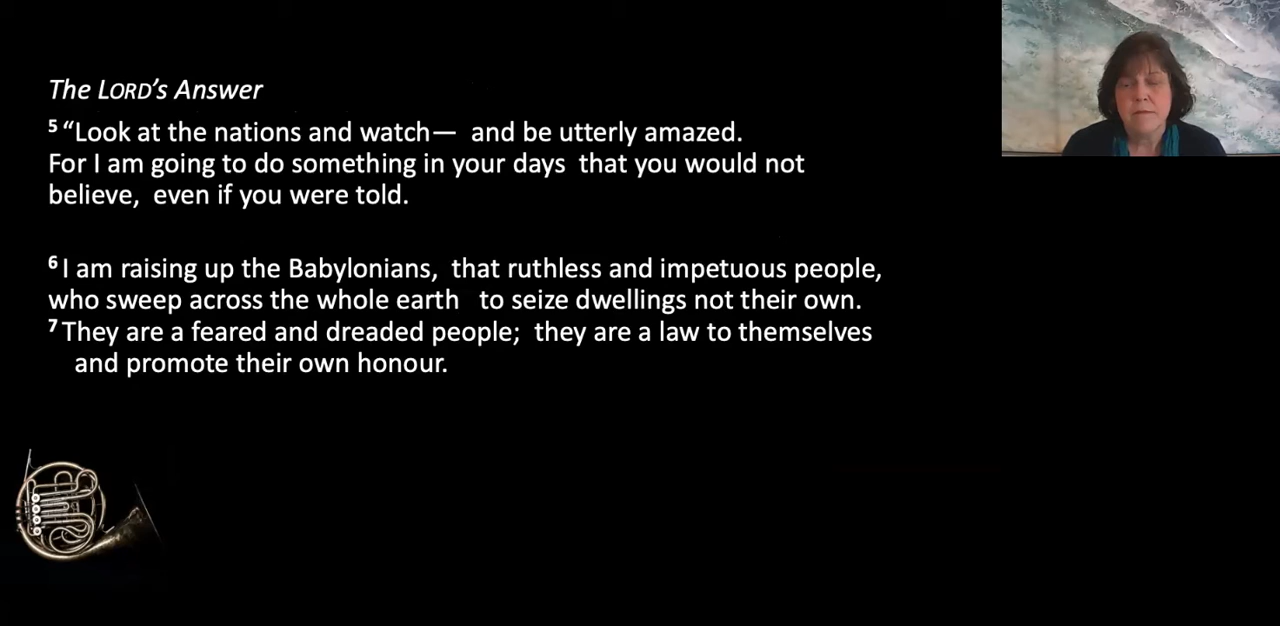 The LORD's Answer
5 “Look at the nations and watch— and be utterly amazed.
For I am going to do something in your days that you would not
believe, even if you were told.
6 I am raising up the Babylonians, that ruthless and impetuous people,
who sweep across the whole earth to seize dwellings not their own.
7 They are a feared and dreaded people; they are a law to themselves
and promote their own honour.